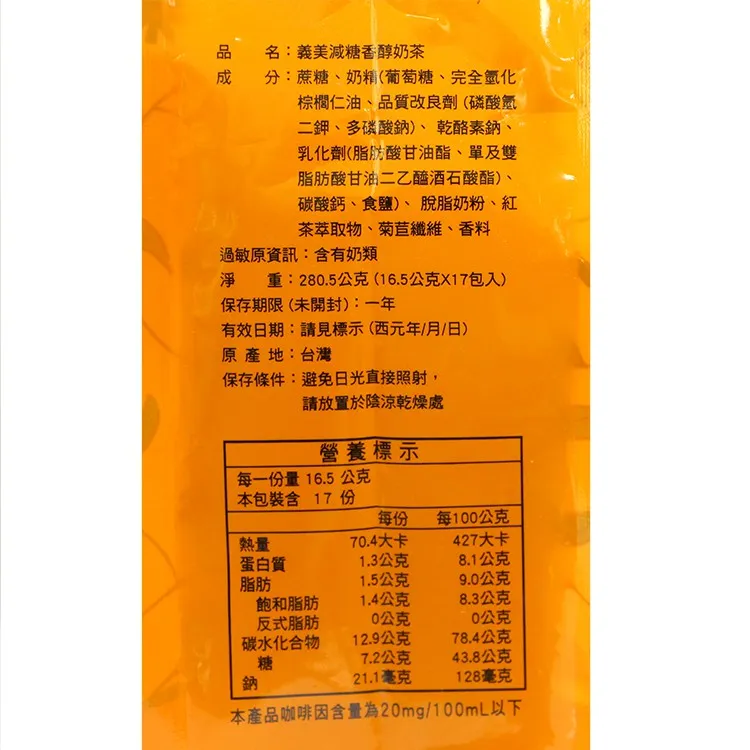 品　　名：義美減糖香醇奶茶
成　　分：蔗糖、奶精(葡萄糖、完全氫化
棕櫚仁油、品質改良劑 (磷酸氫
二鉀、多磷酸鈉)、 乾酪素鈉、
乳化劑(脂肪酸甘油酯、單及雙
脂肪酸甘油二乙醯酒石酸酯)、
碳酸鈣、食鹽)、 脫脂奶粉、紅
茶萃取物、菊苣纖維、香料
過敏原資訊：含有奶類
淨　　重：280.5公克 (16.5公克X17包入)
保存期限 (未開封)：一年
有效日期：請見標示 (西元年/月/日)
原 產 地：台灣
保存條件：避免日光直接照射，
請放置於陰涼乾燥處
營養標示
每一份量 16.5 公克
本包裝含 17 份
每份 每100公克
熱量 70.4大卡 427大卡
蛋白質 1.3公克 8.1公克
脂肪 1.5公克 9.0公克
飽和脂肪 1.4公克 8.3公克
反式脂肪 0公克 0公克
碳水化合物 12.9公克 78.4公克
糖 7.2公克 43.8公克
鈉 21.1毫克 128毫克
本產品咖啡因含量為20mg/100mL以下